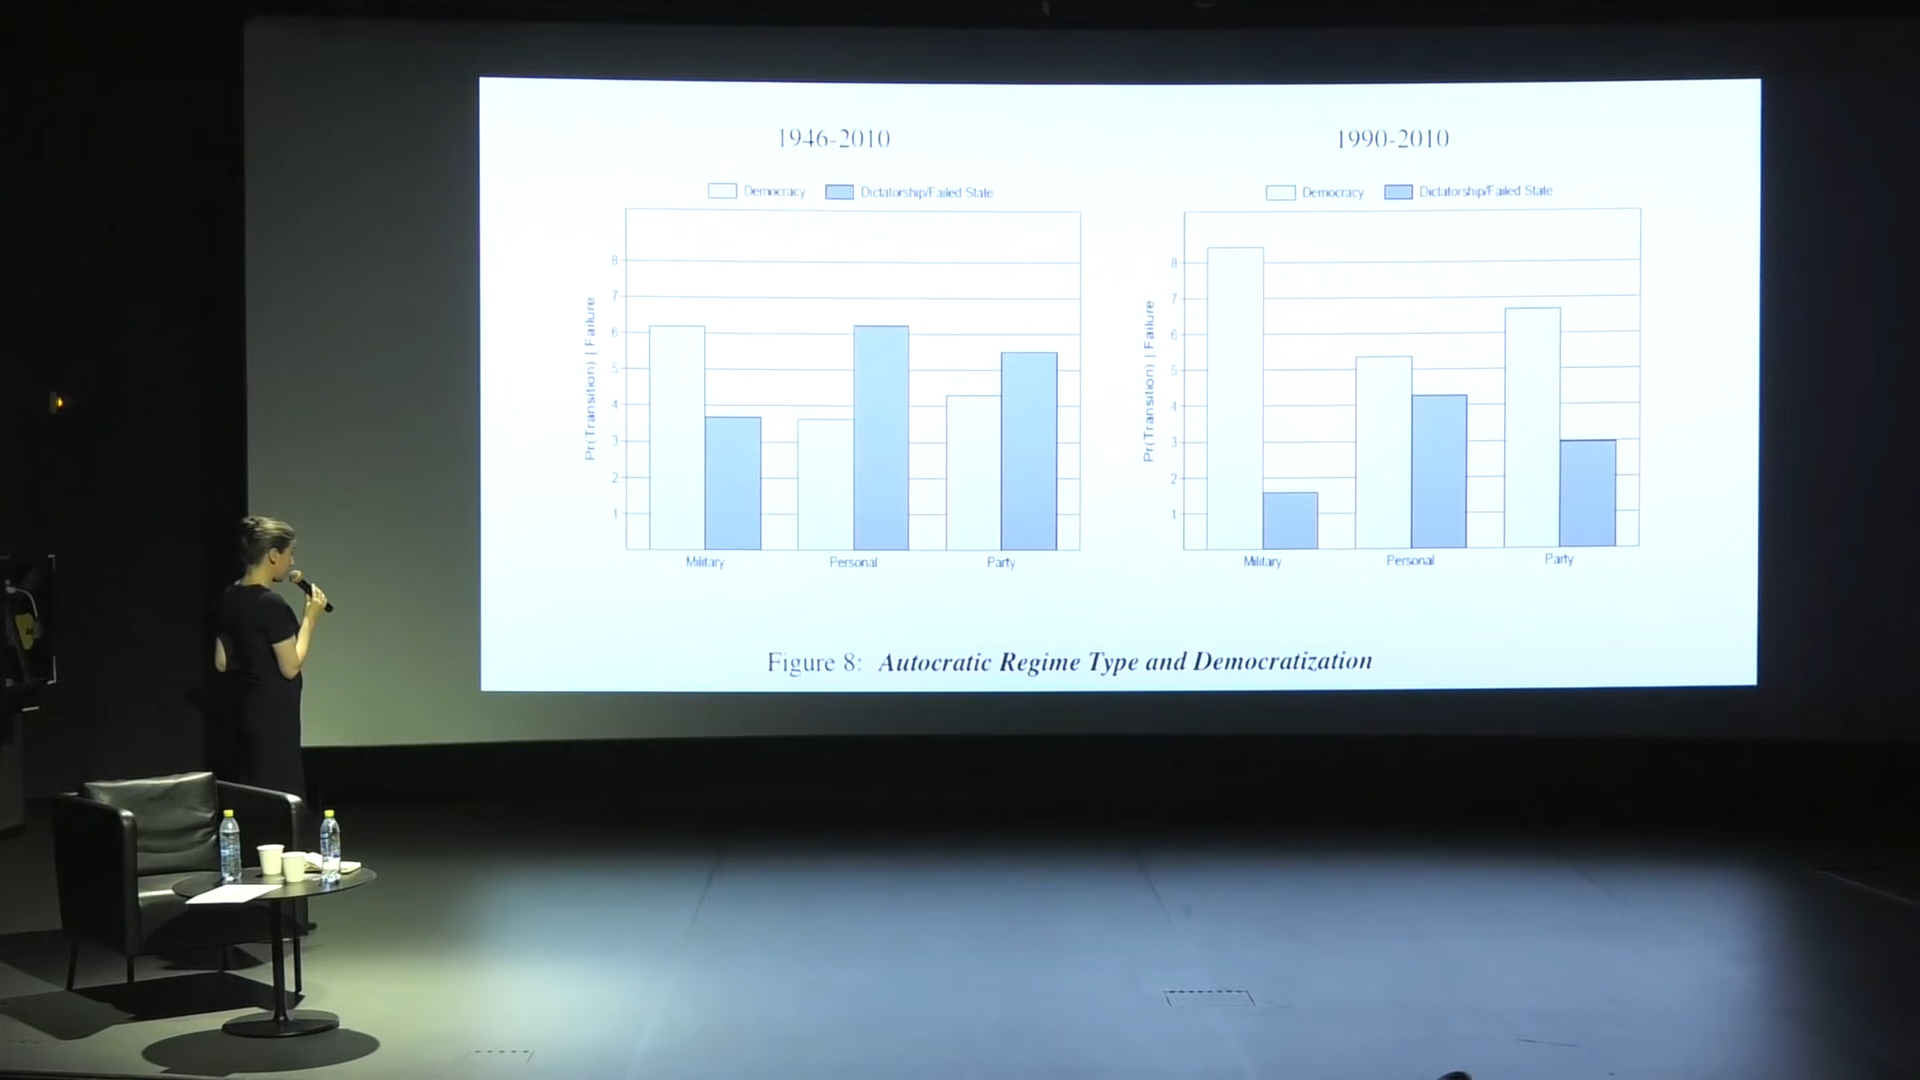 1946-2010
Democracy Dictatorship/Failed State
8
7
6
5
4
3
2
1
Pr(Transition) | Failure
Military Personal Party
1990-2010
Democracy Dictatorship/Failed State
8
7
6
5
4
3
2
1
Pr(Transition) | Failure
Military Personal Party
Figure 8: Autocratic Regime Type and Democratization